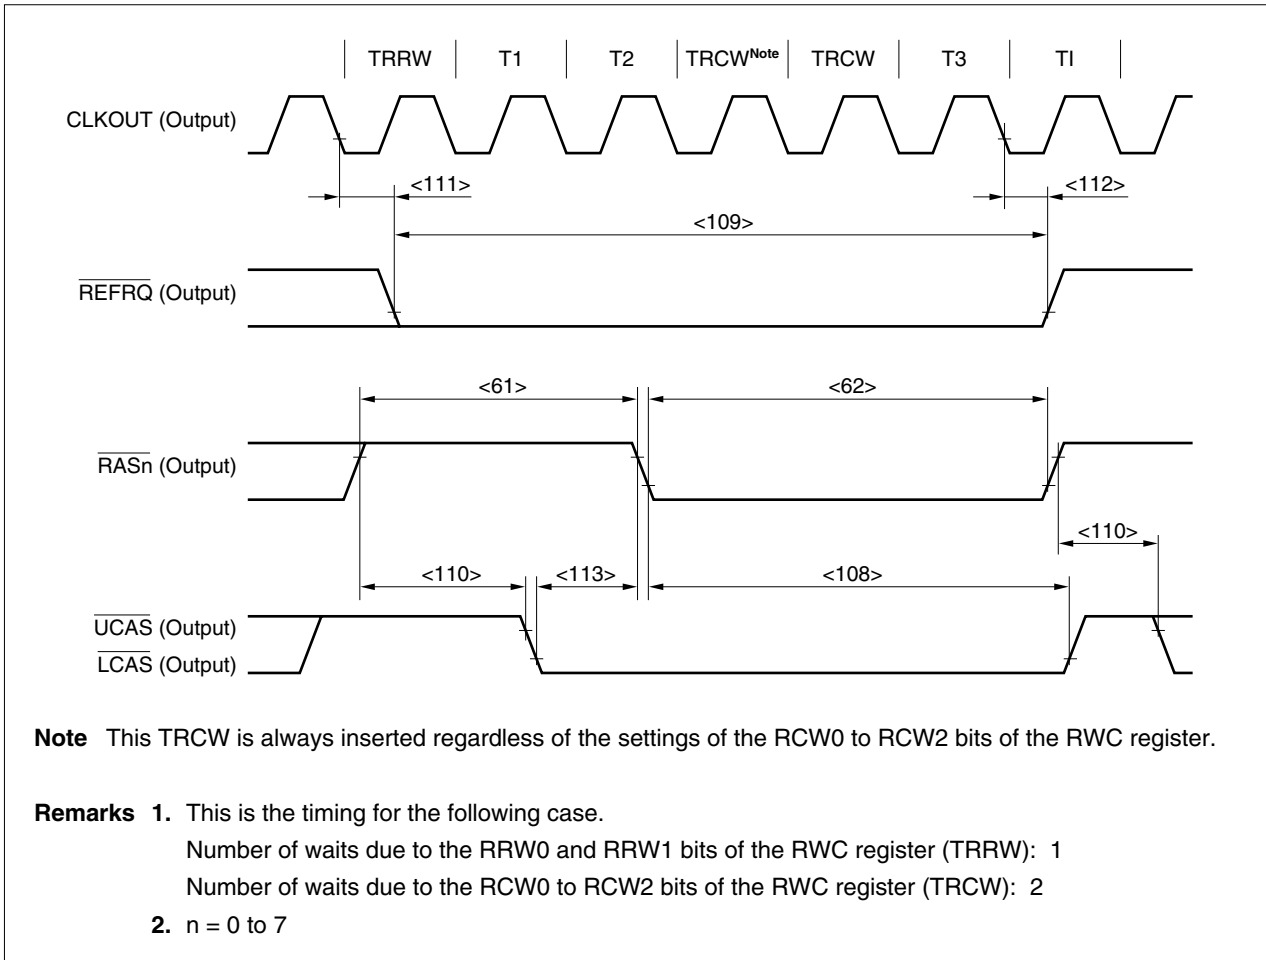 TRRW T1 T2 TRCWNote TRCW T3 TI
CLKOUT (Output)
<111> <112>
<109>
REFRQ (Output)
<61> <62>
RASn (Output)
<110>
<110> <113> <108>
UCAS (Output)
LCAS (Output)
Note This TRCW is always inserted regardless of the settings of the RCW0 to RCW2 bits of the RWC register.
Remarks 1. This is the timing for the following case.
Number of waits due to the RRW0 and RRW1 bits of the RWC register (TRRW): 1
Number of waits due to the RCW0 to RCW2 bits of the RWC register (TRCW): 2
2. n = 0 to 7